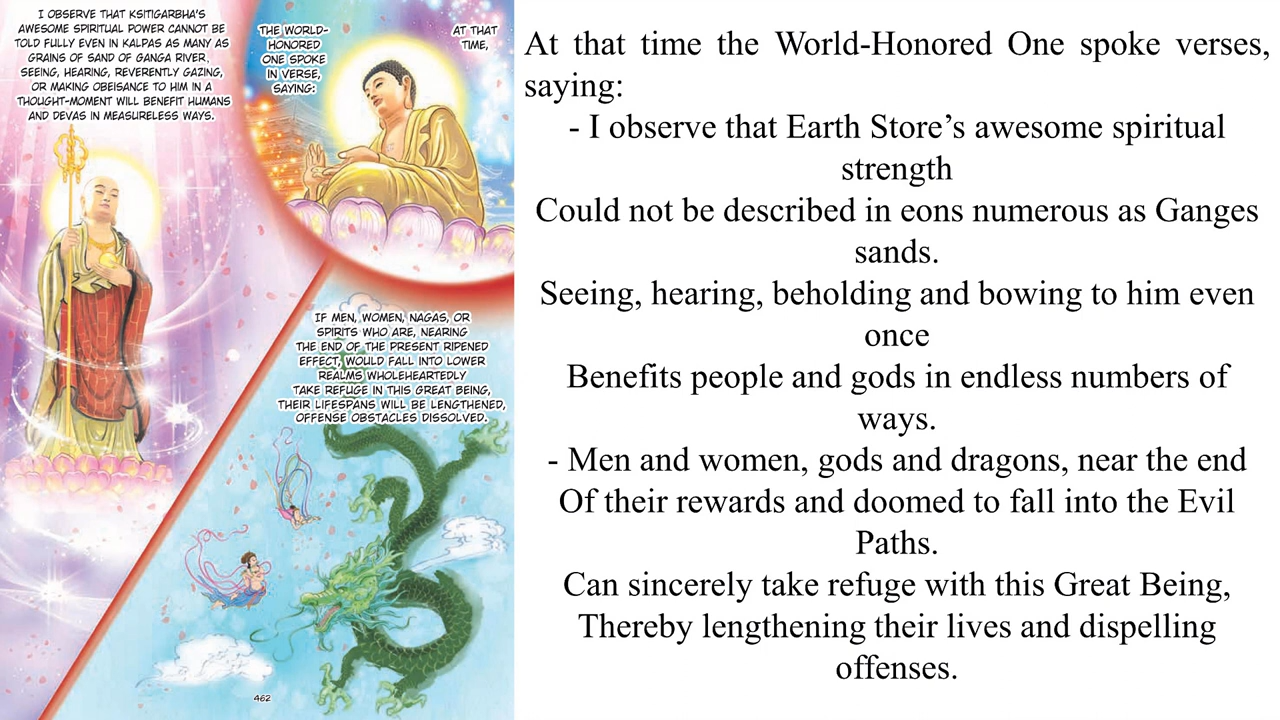 I OBSERVE THAT KSITIGARBHA'S
AWESOME SPIRITUAL POWER CANNOT BE
TOLD FULLY EVEN IN KALPAS AS MANY AS
GRAINS OF SAND OF GANGA RIVER.
SEEING, HEARING, REVERENTLY GAZING,
OR MAKING OBEISANCE TO HIM IN A
THOUGHT-MOMENT WILL BENEFIT HUMANS
AND DEVAS IN MEASURELESS WAYS.
AT THAT
TIME,
THE WORLD-
HONORED
ONE SPOKE
IN VERSE,
SAYING:
IF MEN, WOMEN, NAGAS, OR
SPIRITS WHO ARE, NEARING
THE END OF THE PRESENT RIPENED
EFFECT, WOULD FALL INTO LOWER
REALMS WHOLEHEARTEDLY
TAKE REFUGE IN THIS GREAT BEING,
THEIR LIFESPANS WILL BE LENGTHENED,
OFFENSE OBSTACLES DISSOLVED.
462
At that time the World-Honored One spoke verses,
saying:
- I observe that Earth Store’s awesome spiritual
strength
Could not be described in eons numerous as Ganges
sands.
Seeing, hearing, beholding and bowing to him even
once
Benefits people and gods in endless numbers of
ways.
- Men and women, gods and dragons, near the end
Of their rewards and doomed to fall into the Evil
Paths.
Can sincerely take refuge with this Great Being,
Thereby lengthening their lives and dispelling
offenses.